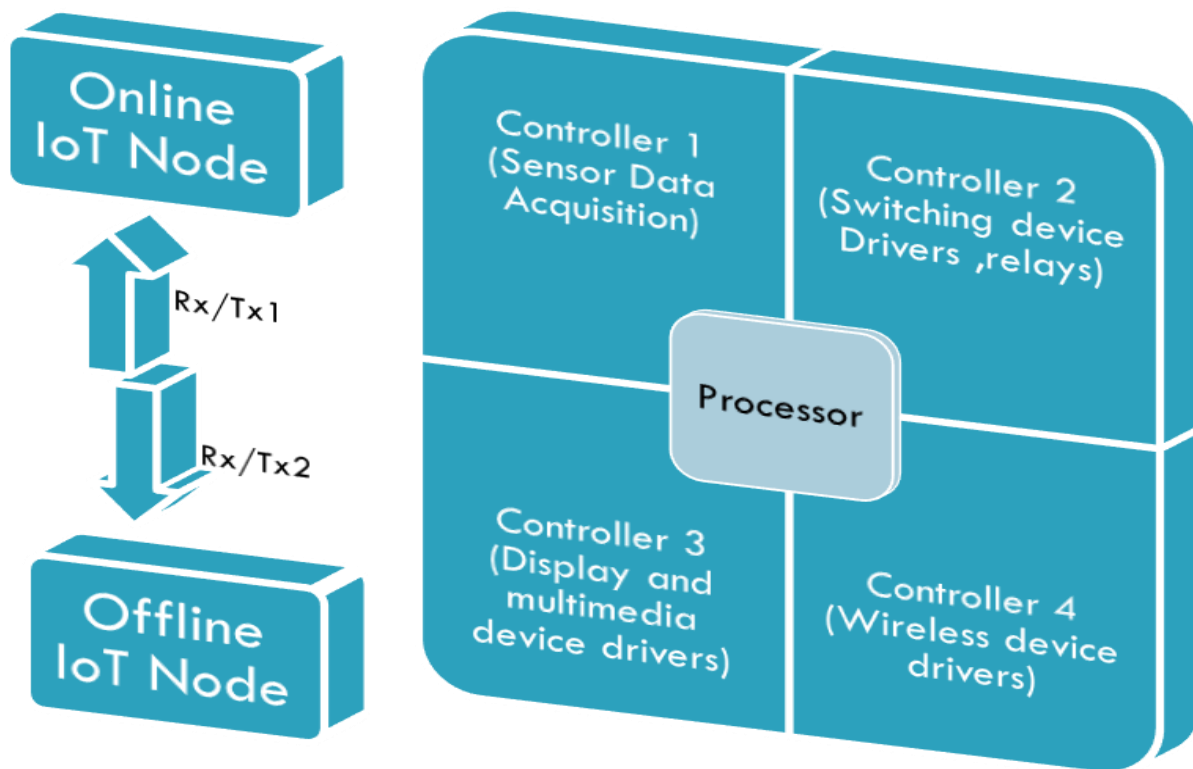 Online
IoT Node
Rx/Tx1
Rx/Tx2
Offline
IoT Node
Controller 1
(Sensor Data
Acquisition)
Controller 2
(Switching device
Drivers ,relays)
Processor
Controller 3
(Display and
multimedia
device drivers)
Controller 4
(Wireless device
drivers)